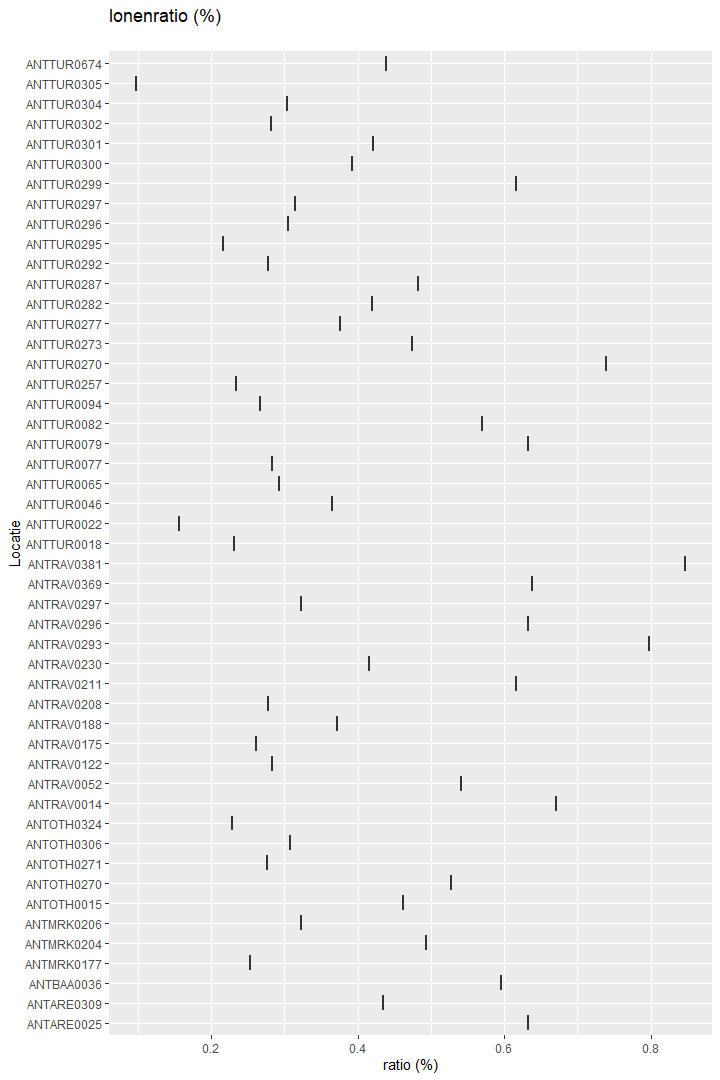 Ionenratio (%)
ANTTUR0674
ANTTUR0305
ANTTUR0304
ANTTUR0302
ANTTUR0301
ANTTUR0300
ANTTUR0299
ANTTUR0297
ANTTUR0296
ANTTUR0295
ANTTUR0292
ANTTUR0287
ANTTUR0282
ANTTUR0277
ANTTUR0273
ANTTUR0270
ANTTUR0257
ANTTUR0094
ANTTUR0082
ANTTUR0079
ANTTUR0077
ANTTUR0065
ANTTUR0046
ANTTUR0022
ANTTUR0018
ANTRAV0381
ANTRAV0369
ANTRAV0297
ANTRAV0296
ANTRAV0293
ANTRAV0230
ANTRAV0211
ANTRAV0208
ANTRAV0188
ANTRAV0175
ANTRAV0122
ANTRAV0052
ANTRAV0014
ANTOTH0324
ANTOTH0306
ANTOTH0271
ANTOTH0270
ANTOTH0015
ANTMRK0206
ANTMRK0204
ANTMRK0177
ANTBAA0036
ANTARE0309
ANTARE0025
Locatie
0.2 0.4 0.6 0.8
ratio (%)